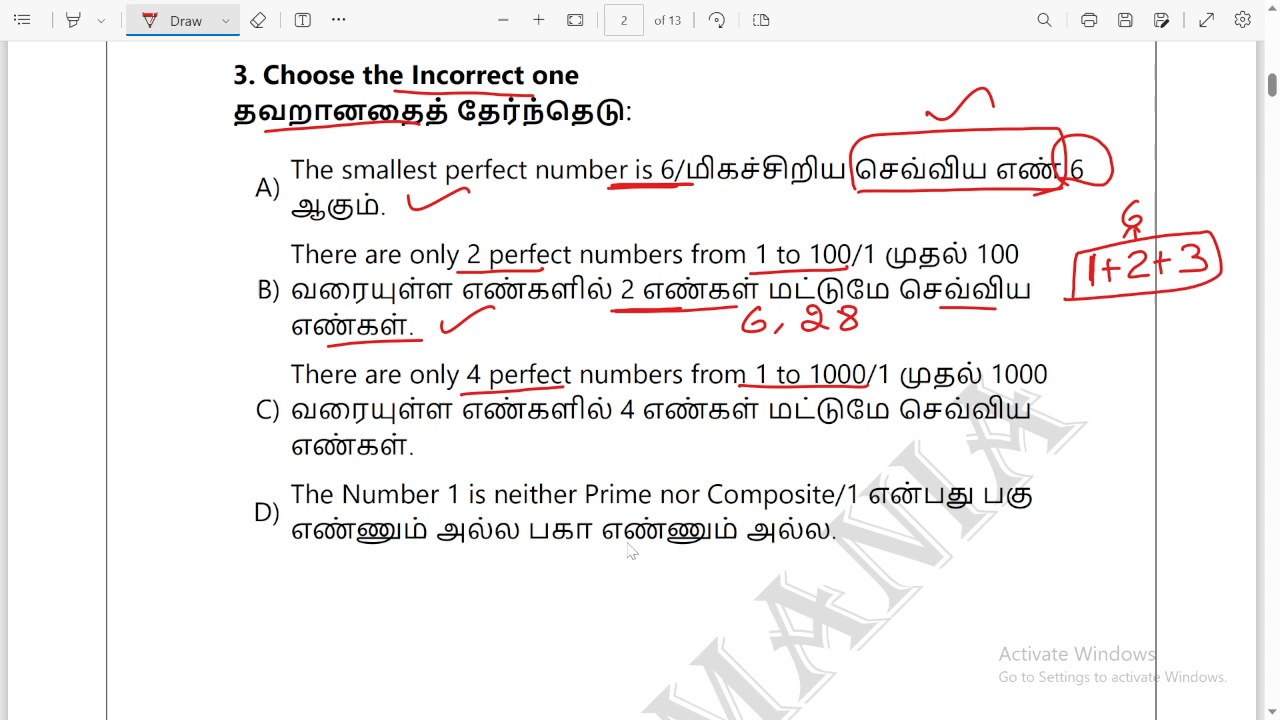 Draw
2 of 13
3. Choose the Incorrect one
தவறானதைத் தேர்ந்தெடு:
A) The smallest perfect number is 6/மிகச்சிறிய செவ்விய எண் 6
ஆகும்.
6
1+2+3
There are only 2 perfect numbers from 1 to 100/1 முதல் 100
B) வரையுள்ள எண்களில் 2 எண்கள் மட்டுமே செவ்விய
எண்கள்.
6, 28
There are only 4 perfect numbers from 1 to 1000/1 முதல் 1000
C) வரையுள்ள எண்களில் 4 எண்கள் மட்டுமே செவ்விய
எண்கள்.
D) The Number 1 is neither Prime nor Composite/1 என்பது பகு
எண்ணும் அல்ல பகா எண்ணும் அல்ல.
MANIA
Activate Windows
Go to Settings to activate Windows.